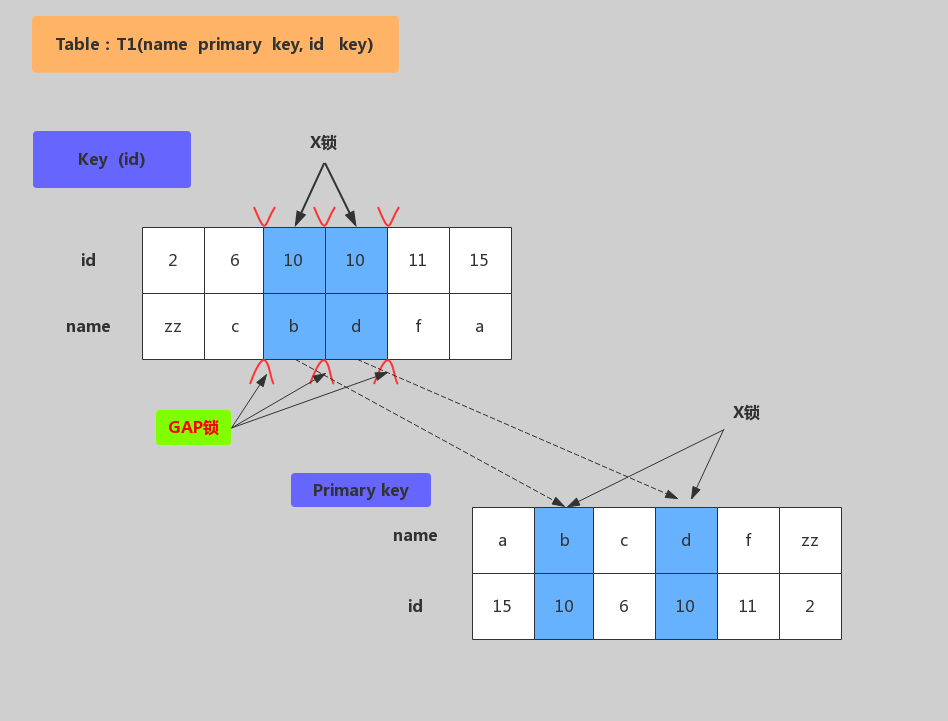 Table : T1(name primary key, id key)
Key (id)
X锁
id 2 6 10 10 11 15
name zz c b d f a
GAP锁
X锁
Primary key
name a b c d f zz
id 15 10 6 10 11 2